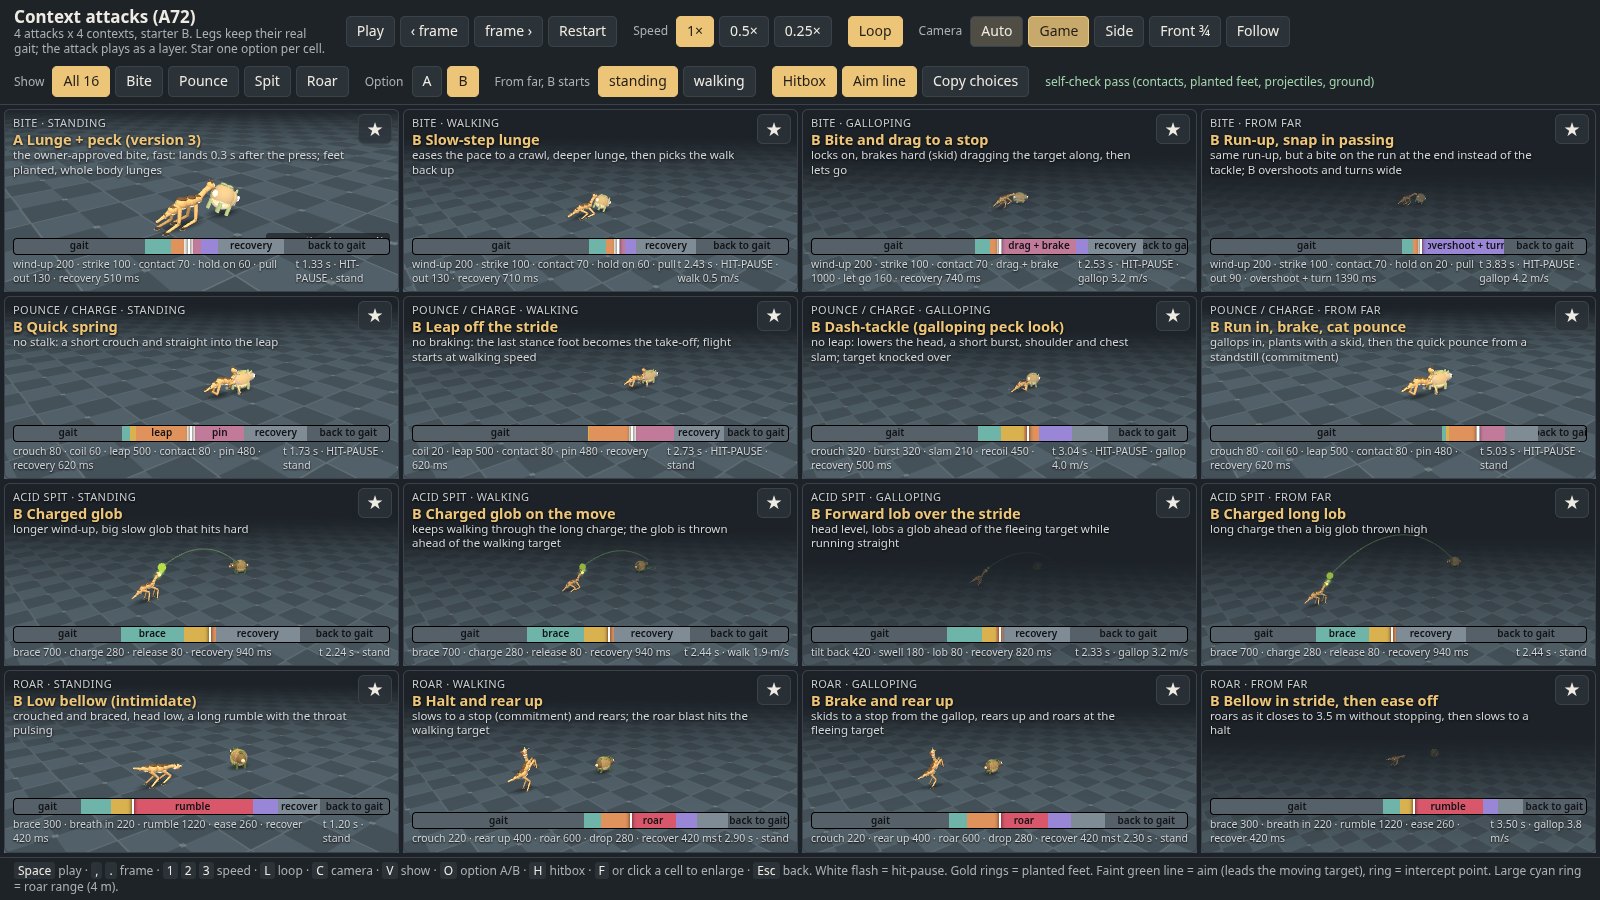 Context attacks (A72)
4 attacks x 4 contexts, starter B. Legs keep their real
gait; the attack plays as a layer. Star one option per cell.
Play ‹ frame frame › Restart Speed 1× 0.5× 0.25× Loop Camera Auto Game Side Front ¾ Follow
Show All 16 Bite Pounce Spit Roar Option A B From far, B starts standing walking Hitbox Aim line Copy choices self-check pass (contacts, planted feet, projectiles, ground)
BITE · STANDING
★
A Lunge + peck (version 3)
the owner-approved bite, fast: lands 0.3 s after the press; feet
planted, whole body lunges
gait recovery back to gait
wind-up 200 · strike 100 · contact 70 · hold on 60 · pull
out 130 · recovery 510 ms
t 1.33 s · HIT-
PAUSE · stand
BITE · WALKING
★
B Slow-step lunge
eases the pace to a crawl, deeper lunge, then picks the walk
back up
gait recovery back to gait
wind-up 200 · strike 100 · contact 70 · hold on 60 · pull
out 130 · recovery 710 ms
t 2.43 s · HIT-PAUSE ·
walk 0.5 m/s
BITE · GALLOPING
★
B Bite and drag to a stop
locks on, brakes hard (skid) dragging the target along, then
lets go
gait drag + brake recovery ack to ga
wind-up 200 · strike 100 · contact 70 · drag + brake
1000 · let go 160 · recovery 740 ms
t 2.53 s · HIT-PAUSE ·
gallop 3.2 m/s
BITE · FROM FAR
★
B Run-up, snap in passing
same run-up, but a bite on the run at the end instead of the
tackle; B overshoots and turns wide
gait overshoot + turn back to gait
wind-up 200 · strike 100 · contact 70 · hold on 20 · pull
out 90 · overshoot + turn 1390 ms
t 3.83 s · HIT-PAUSE ·
gallop 4.2 m/s
POUNCE / CHARGE · STANDING
★
B Quick spring
no stalk: a short crouch and straight into the leap
gait leap pin recovery back to gait
crouch 80 · coil 60 · leap 500 · contact 80 · pin 480 ·
recovery 620 ms
t 1.73 s · HIT-PAUSE ·
stand
POUNCE / CHARGE · WALKING
★
B Leap off the stride
no braking: the last stance foot becomes the take-off; flight
starts at walking speed
gait recovery back to gait
coil 20 · leap 500 · contact 80 · pin 480 · recovery
620 ms
t 2.73 s · HIT-PAUSE ·
stand
POUNCE / CHARGE · GALLOPING
★
B Dash-tackle (galloping peck look)
no leap: lowers the head, a short burst, shoulder and chest
slam; target knocked over
gait back to gait
crouch 320 · burst 320 · slam 210 · recoil 450 ·
recovery 500 ms
t 3.04 s · HIT-PAUSE · gallop
4.0 m/s
POUNCE / CHARGE · FROM FAR
★
B Run in, brake, cat pounce
gallops in, plants with a skid, then the quick pounce from a
standstill (commitment)
gait back to gai
crouch 80 · coil 60 · leap 500 · contact 80 · pin 480 ·
recovery 620 ms
t 5.03 s · HIT-PAUSE ·
stand
ACID SPIT · STANDING
★
B Charged glob
longer wind-up, big slow glob that hits hard
gait brace recovery back to gait
brace 700 · charge 280 · release 80 · recovery 940 ms
t 2.24 s · stand
ACID SPIT · WALKING
★
B Charged glob on the move
keeps walking through the long charge; the glob is thrown
ahead of the walking target
gait brace recovery back to gait
brace 700 · charge 280 · release 80 · recovery 940 ms
t 2.44 s · walk 1.9 m/s
ACID SPIT · GALLOPING
★
B Forward lob over the stride
head level, lobs a glob ahead of the fleeing target while
running straight
gait recovery back to gait
tilt back 420 · swell 180 · lob 80 · recovery 820 ms
t 2.33 s · gallop 3.2 m/s
ACID SPIT · FROM FAR
★
B Charged long lob
long charge then a big glob thrown high
gait brace recovery back to gait
brace 700 · charge 280 · release 80 · recovery 940 ms
t 2.44 s · stand
ROAR · STANDING
★
B Low bellow (intimidate)
crouched and braced, head low, a long rumble with the throat
pulsing
gait rumble recover back to gait
brace 300 · breath in 220 · rumble 1220 · ease 260 · recover
420 ms
t 1.20 s ·
stand
ROAR · WALKING
★
B Halt and rear up
slows to a stop (commitment) and rears; the roar blast hits the
walking target
gait roar back to gait
crouch 220 · rear up 400 · roar 600 · drop 280 · recover 420 ms
t 2.90 s · stand
ROAR · GALLOPING
★
B Brake and rear up
skids to a stop from the gallop, rears up and roars at the
fleeing target
gait roar back to gait
crouch 220 · rear up 400 · roar 600 · drop 280 · recover 420 ms
t 2.30 s · stand
ROAR · FROM FAR
★
B Bellow in stride, then ease off
roars as it closes to 3.5 m without stopping, then slows to a
halt
gait rumble back to gait
brace 300 · breath in 220 · rumble 1220 · ease 260 ·
recover 420 ms
t 3.50 s · gallop 3.8
m/s
Space play · , . frame · 1 2 3 speed · L loop · C camera · V show · O option A/B · H hitbox · F or click a cell to enlarge · Esc back. White flash = hit-pause. Gold rings = planted feet. Faint green line = aim (leads the moving target), ring = intercept point. Large cyan ring
= roar range (4 m).